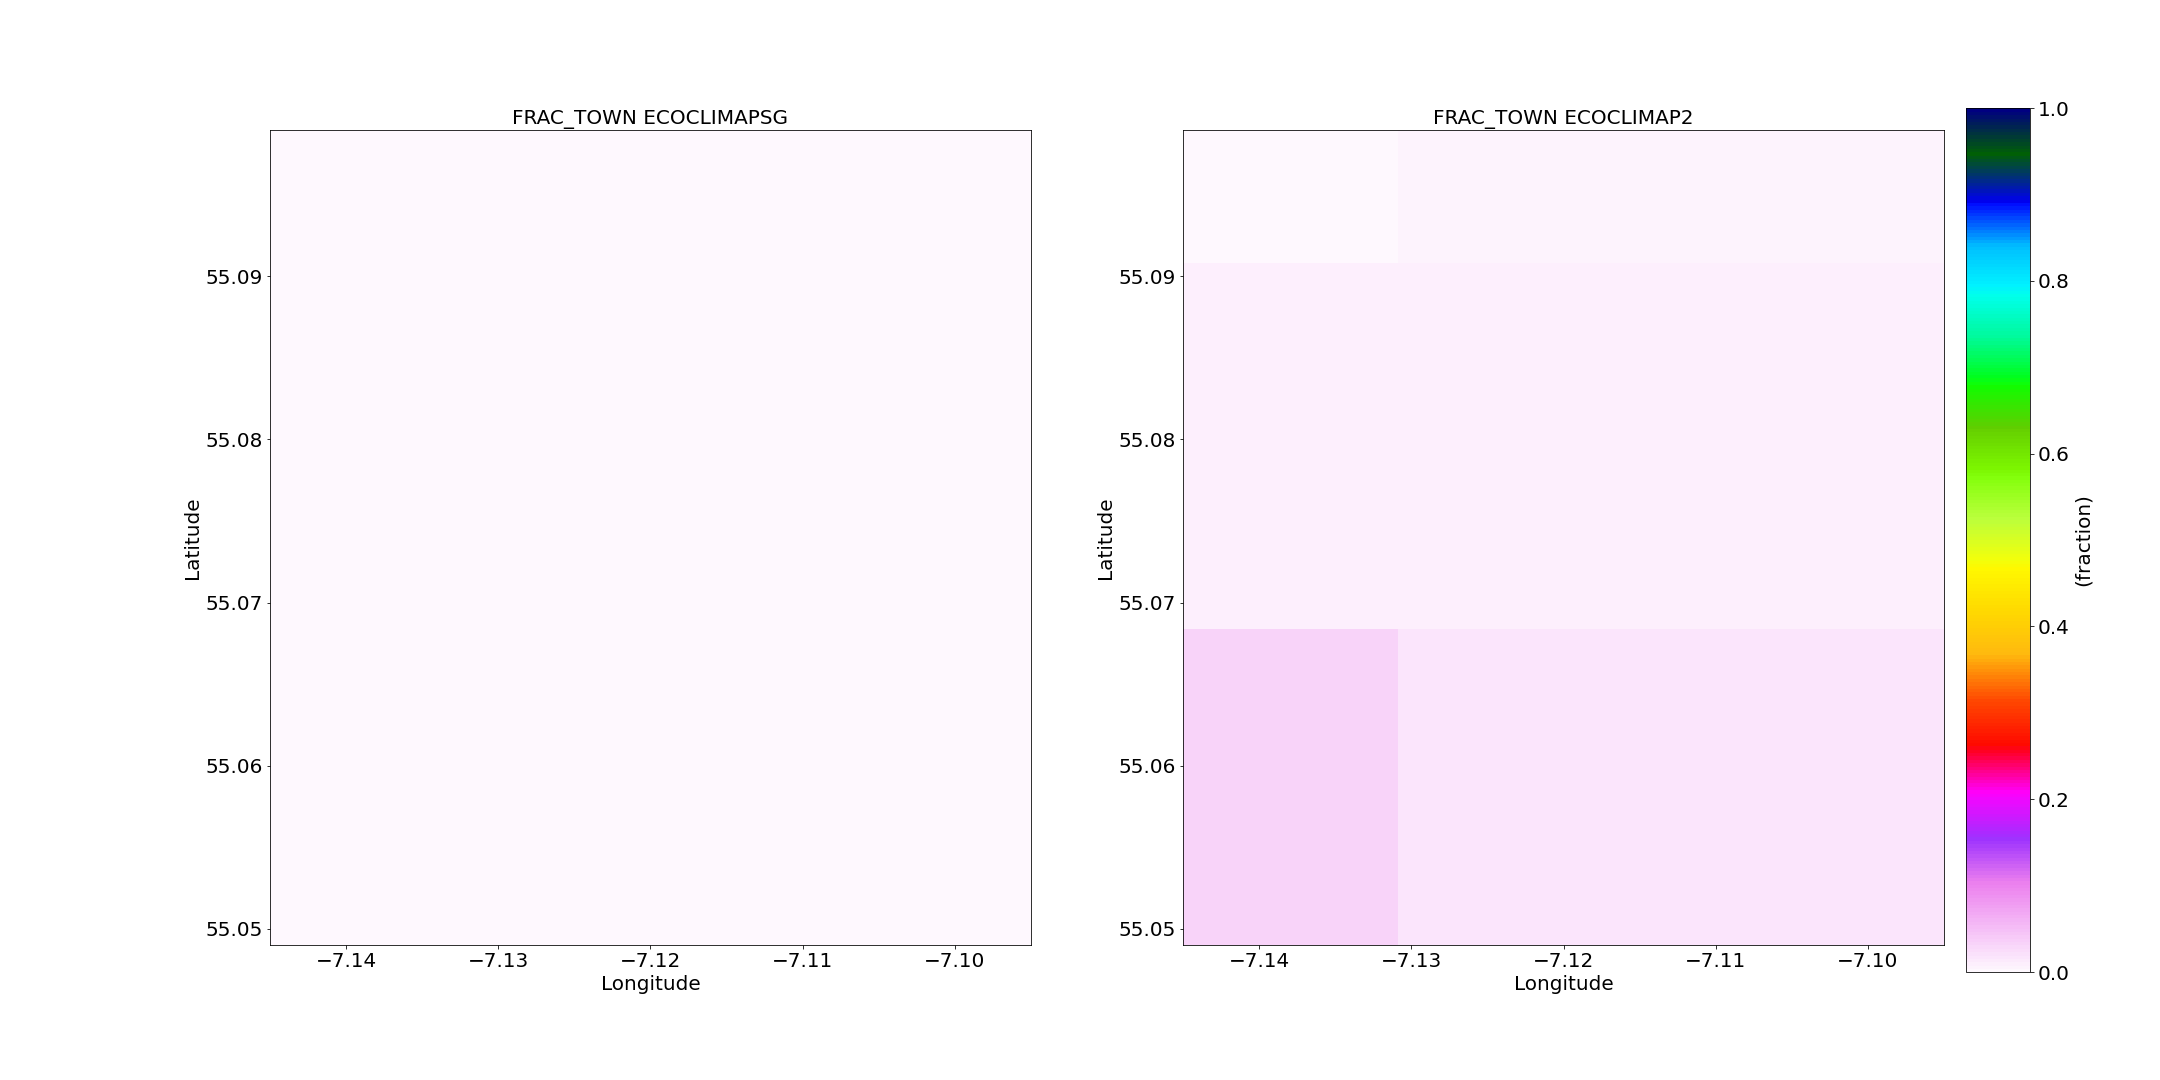 FRAC_TOWN ECOCLIMAPSG
55.09
55.08
55.07
55.06
55.05
Latitude
−7.14 −7.13 −7.12 −7.11 −7.10
Longitude
FRAC_TOWN ECOCLIMAP2
55.09
55.08
55.07
55.06
55.05
Latitude
−7.14 −7.13 −7.12 −7.11 −7.10
Longitude
1.0
0.8
0.6
0.4
0.2
0.0
(fraction)